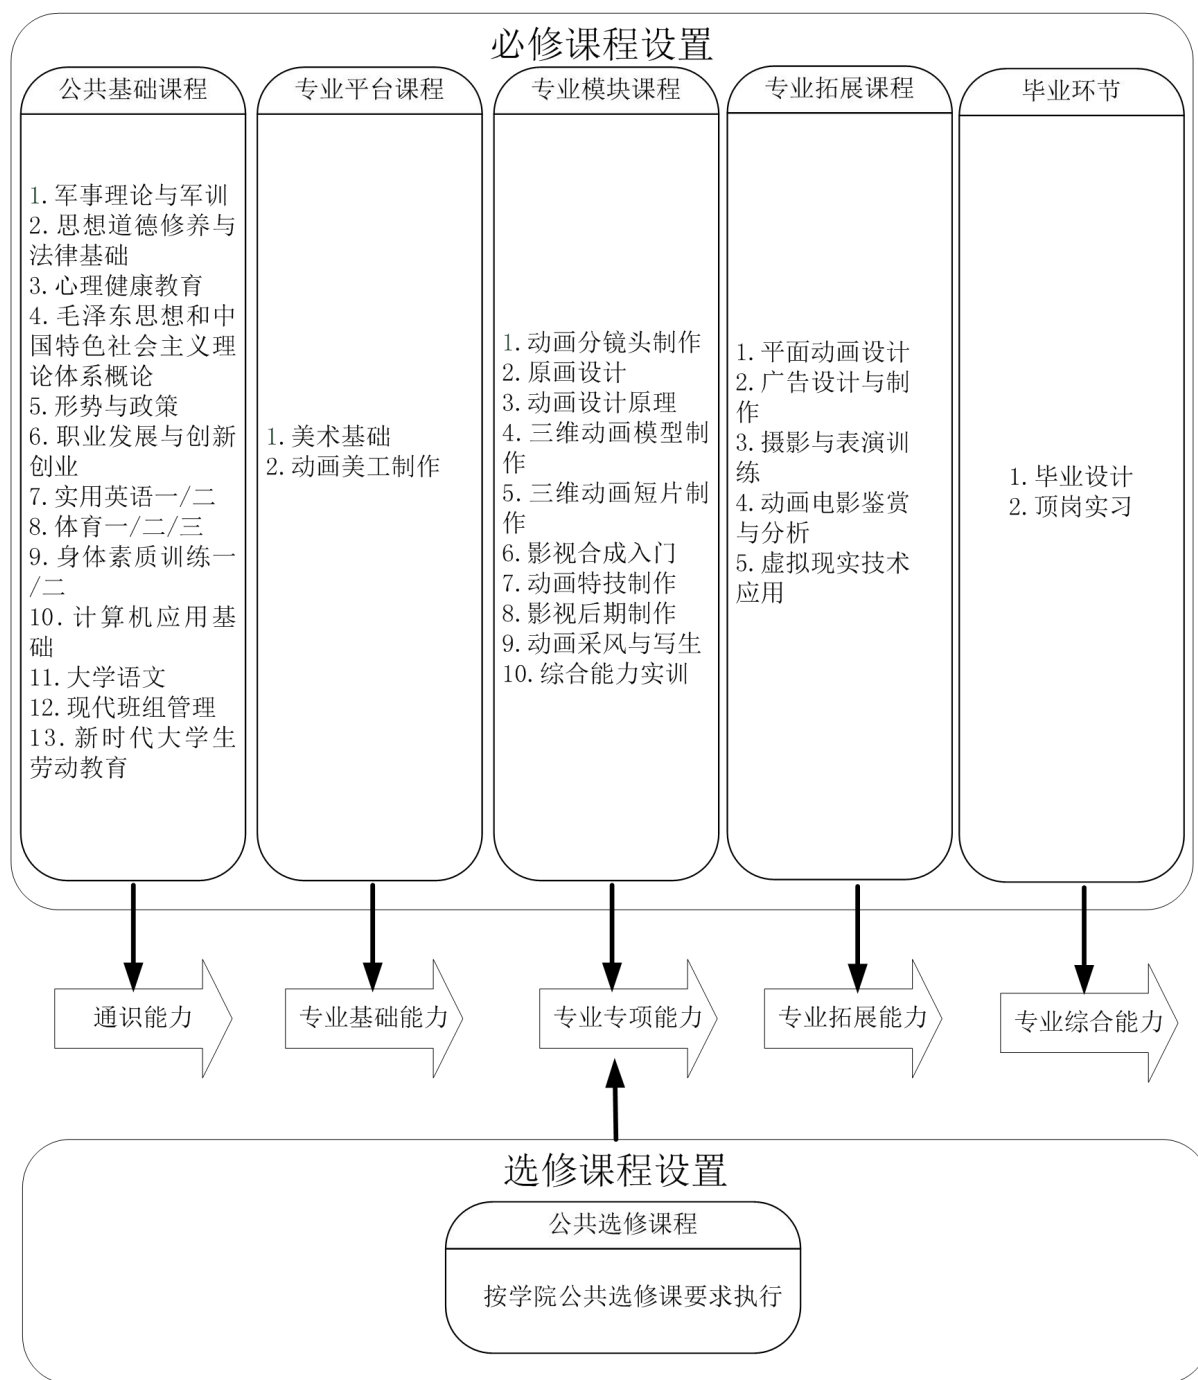 必修课程设置
公共基础课程
1.军事理论与军训
2.思想道德修养与
法律基础
3.心理健康教育
4.毛泽东思想和中
国特色社会主义理
论体系概论
5.形势与政策
6.职业发展与创新
创业
7.实用英语一/二
8.体育一/二/三
9.身体素质训练一
/二
10.计算机应用基
础
11.大学语文
12.现代班组管理
13.新时代大学生
劳动教育
专业平台课程
1.美术基础
2.动画美工制作
专业模块课程
1.动画分镜头制作
2.原画设计
3.动画设计原理
4.三维动画模型制
作
5.三维动画短片制
作
6.影视合成入门
7.动画特技制作
8.影视后期制作
9.动画采风与写生
10.综合能力实训
专业拓展课程
1.平面动画设计
2.广告设计与制
作
3.摄影与表演训
练
4.动画电影鉴赏
与分析
5.虚拟现实技术
应用
毕业环节
1.毕业设计
2.顶岗实习
通识能力
专业基础能力
专业专项能力
专业拓展能力
专业综合能力
选修课程设置
公共选修课程
按学院公共选修课要求执行